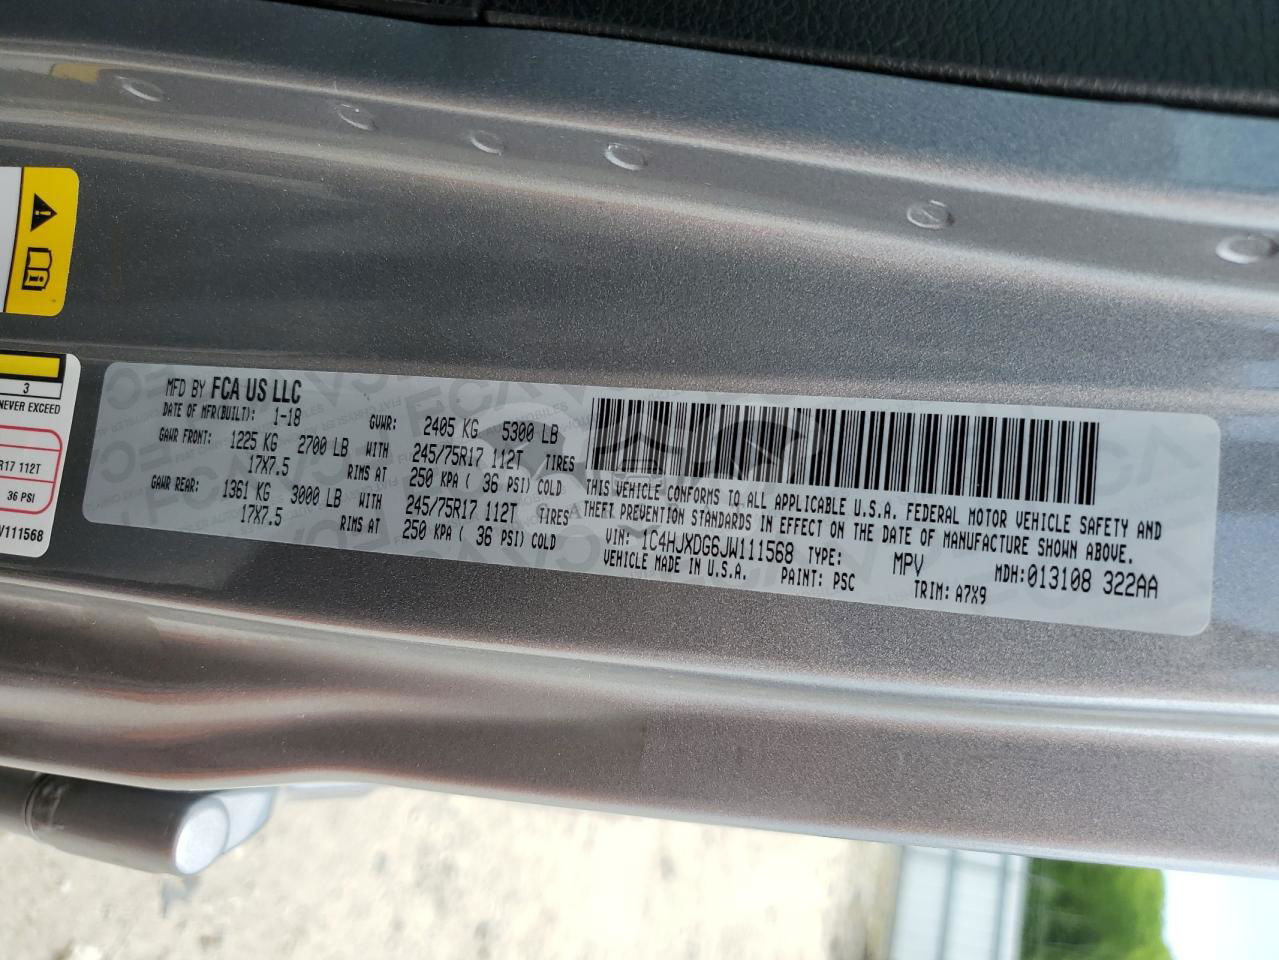 3
NEVER EXCEED
R17 112T
36 PSI
V111568
MFD BY FCA US LLC
DATE OF MFR(BUILT): 1-18 GVWR: 2405 KG 5300 LB
GAWR FRONT: 1225 KG 2700 LB WITH 245/75R17 112T TIRES
17X7.5 RIMS AT 250 KPA ( 36 PSI) COLD
GAWR REAR: 1361 KG 3000 LB WITH 245/75R17 112T TIRES
17X7.5 RIMS AT 250 KPA ( 36 PSI) COLD
THIS VEHICLE CONFORMS TO ALL APPLICABLE U.S.A. FEDERAL MOTOR VEHICLE SAFETY AND
THEFT PREVENTION STANDARDS IN EFFECT ON THE DATE OF MANUFACTURE SHOWN ABOVE.
VIN: 1C4HJXDG6JW111568 TYPE: MPV MDH: 013108 322AA
VEHICLE MADE IN U.S.A. PAINT: PSC TRIM: A7X9